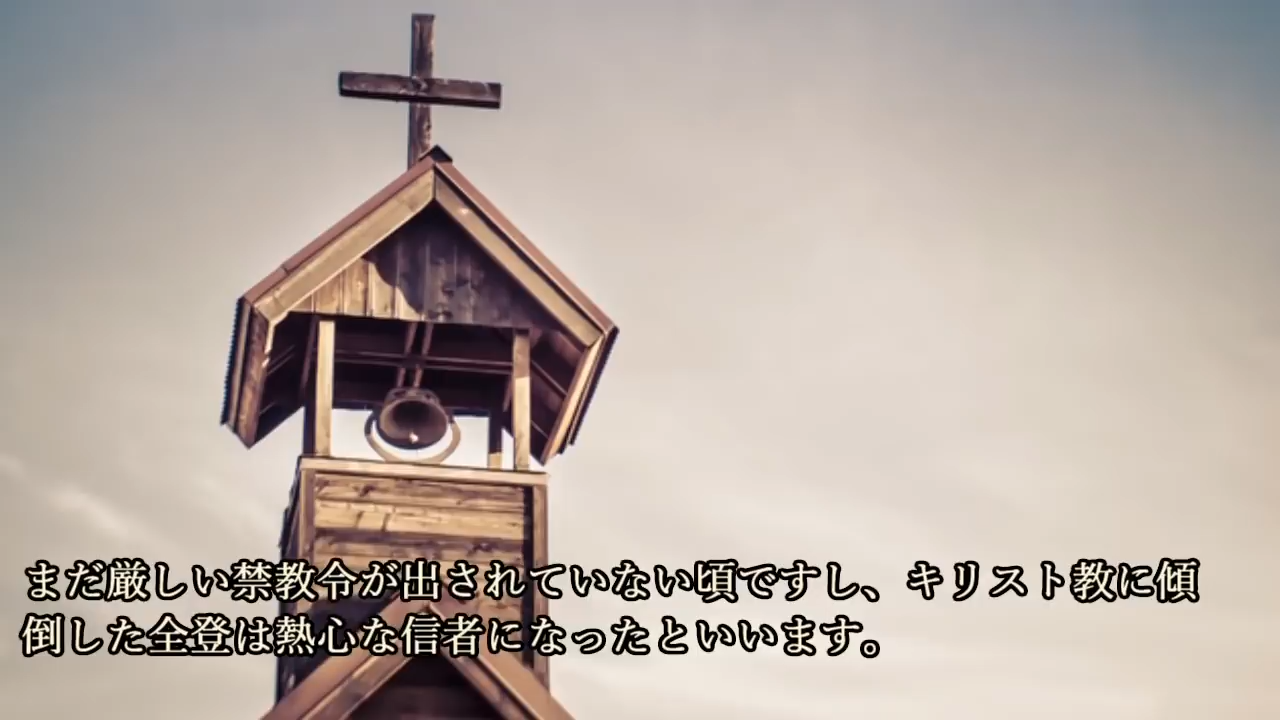 まだ厳しい禁教令が出されていない頃ですし、キリスト教に傾
倒した全登は熱心な信者になったといいます。